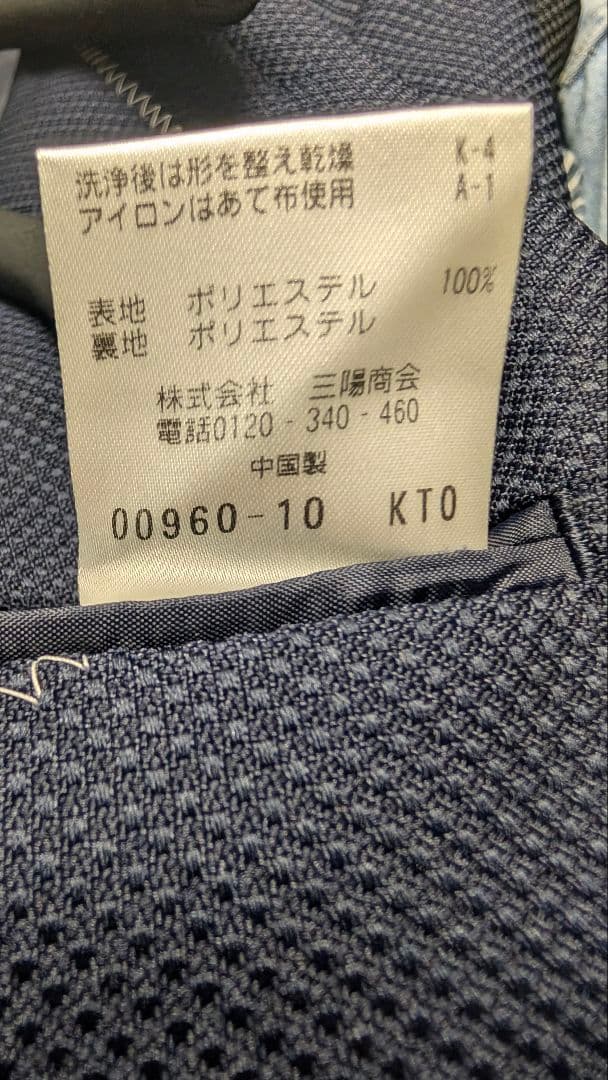 洗浄後は形を整え乾燥 K-4
アイロンはあて布使用 A-1
表地 ポリエステル 100%
裏地 ポリエステル
株式会社 三陽商会
電話0120-340-460
中国製
00960-10 KTO